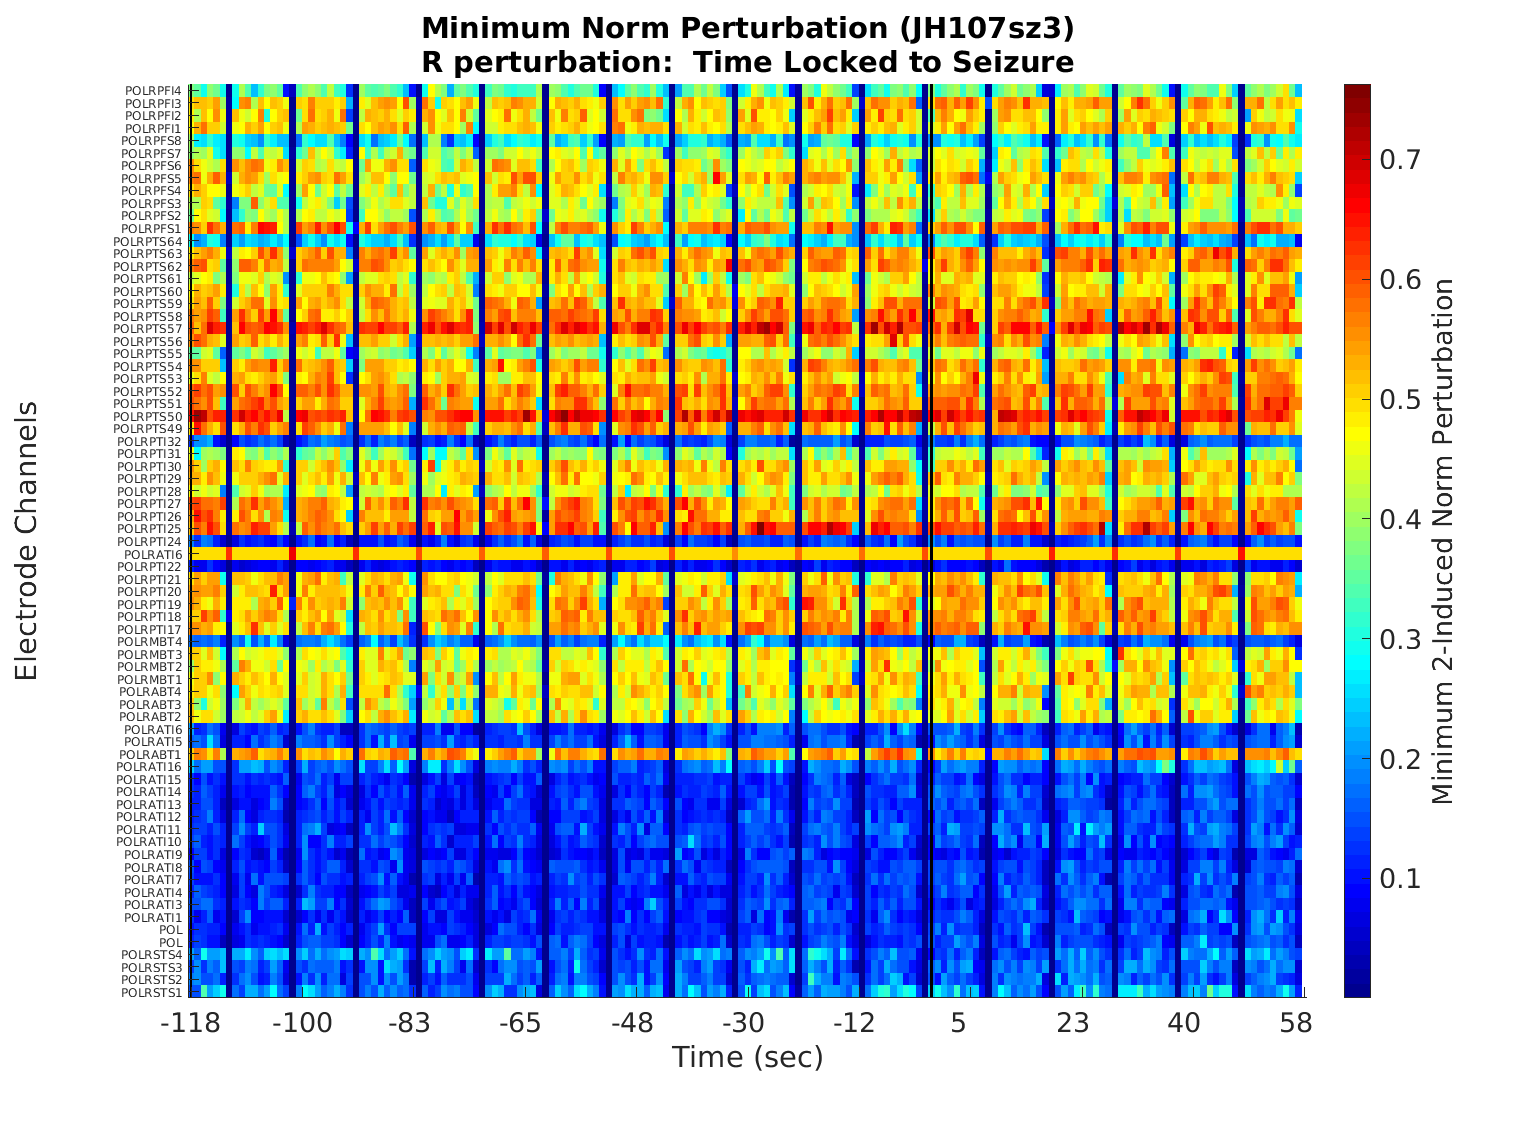 Minimum Norm Perturbation (JH107sz3)
R perturbation:  Time Locked to Seizure
Electrode Channels
POLRPFI4
POLRPFI3
POLRPFI2
POLRPFI1
POLRPFS8
POLRPFS7
POLRPFS6
POLRPFS5
POLRPFS4
POLRPFS3
POLRPFS2
POLRPFS1
POLRPTS64
POLRPTS63
POLRPTS62
POLRPTS61
POLRPTS60
POLRPTS59
POLRPTS58
POLRPTS57
POLRPTS56
POLRPTS55
POLRPTS54
POLRPTS53
POLRPTS52
POLRPTS51
POLRPTS50
POLRPTS49
POLRPTI32
POLRPTI31
POLRPTI30
POLRPTI29
POLRPTI28
POLRPTI27
POLRPTI26
POLRPTI25
POLRPTI24
POLRATI6
POLRPTI22
POLRPTI21
POLRPTI20
POLRPTI19
POLRPTI18
POLRPTI17
POLRMBT4
POLRMBT3
POLRMBT2
POLRMBT1
POLRABT4
POLRABT3
POLRABT2
POLRATI6
POLRATI5
POLRABT1
POLRATI16
POLRATI15
POLRATI14
POLRATI13
POLRATI12
POLRATI11
POLRATI10
POLRATI9
POLRATI8
POLRATI7
POLRATI4
POLRATI3
POLRATI1
POL
POL
POLRSTS4
POLRSTS3
POLRSTS2
POLRSTS1
-118 -100 -83 -65 -48 -30 -12 5 23 40 58
Time (sec)
0.7
0.6
0.5
0.4
0.3
0.2
0.1
Minimum 2-Induced Norm Perturbation